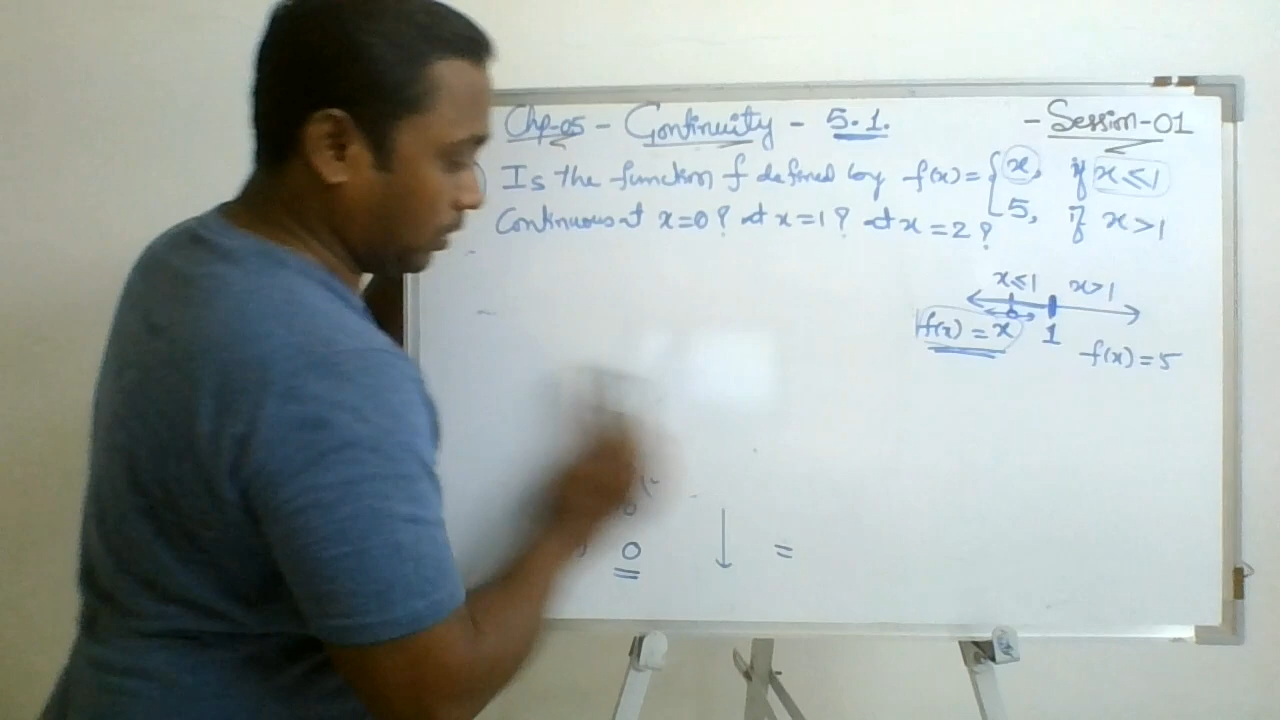 Chp-05 - Continuity - 5.1. - Session-01
Is the function f defined by f(x) = { x, if x ≤ 1
5, if x > 1
Continuous at x=0? at x=1? at x=2?
x≤1 x>1
f(x) = x 1
f(x) = 5
0
0 ↓ =